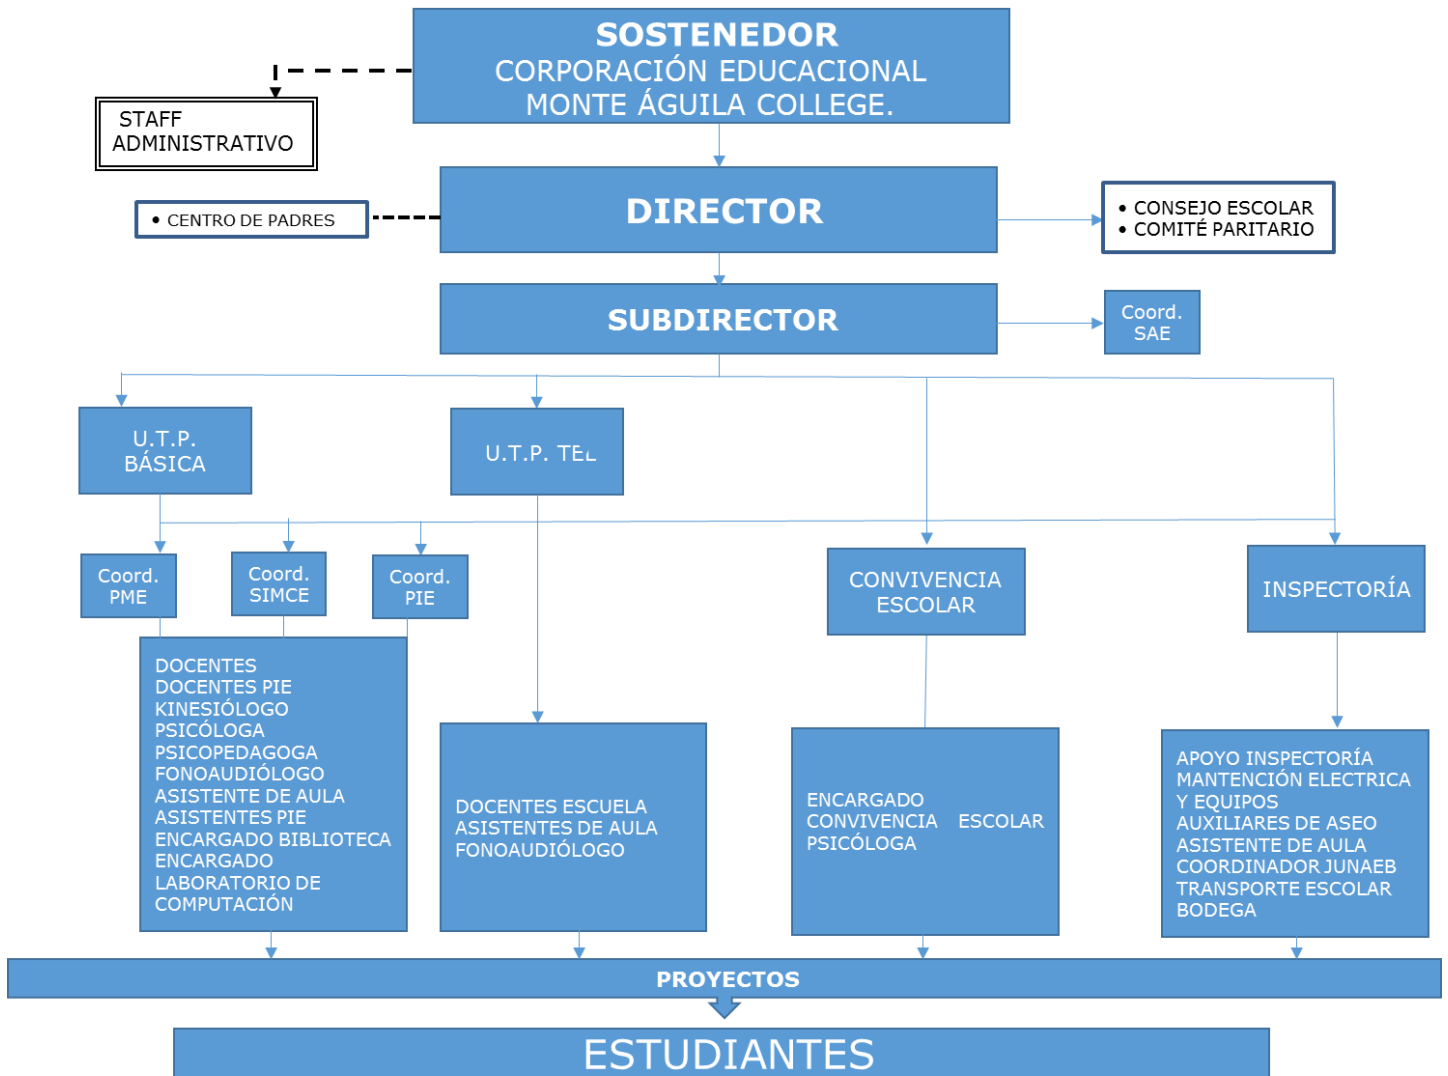 SOSTENEDOR
CORPORACIÓN EDUCACIONAL
MONTE ÁGUILA COLLEGE.
STAFF
ADMINISTRATIVO
DIRECTOR
• CENTRO DE PADRES
• CONSEJO ESCOLAR
• COMITÉ PARITARIO
SUBDIRECTOR
Coord.
SAE
U.T.P.
BÁSICA
U.T.P. TEL
Coord.
PME
Coord.
SIMCE
Coord.
PIE
CONVIVENCIA
ESCOLAR
INSPECTORÍA
DOCENTES
DOCENTES PIE
KINESIÓLOGO
PSICÓLOGA
PSICOPEDAGOGA
FONOAUDIÓLOGO
ASISTENTE DE AULA
ASISTENTES PIE
ENCARGADO BIBLIOTECA
ENCARGADO
LABORATORIO DE
COMPUTACIÓN
DOCENTES ESCUELA
ASISTENTES DE AULA
FONOAUDIÓLOGO
ENCARGADO
CONVIVENCIA ESCOLAR
PSICÓLOGA
APOYO INSPECTORÍA
MANTENCIÓN ELECTRICA
Y EQUIPOS
AUXILIARES DE ASEO
ASISTENTE DE AULA
COORDINADOR JUNAEB
TRANSPORTE ESCOLAR
BODEGA
PROYECTOS
ESTUDIANTES